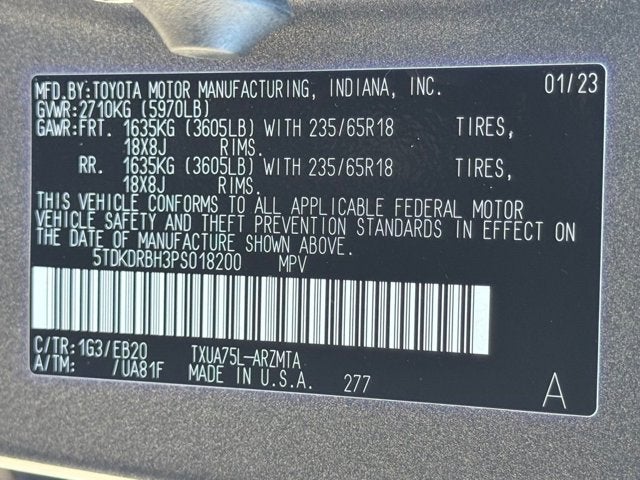 MFD.BY:TOYOTA MOTOR MANUFACTURING, INDIANA, INC. 01/23
GVWR:2710KG (5970LB)
GAWR:FRT. 1635KG (3605LB) WITH 235/65R18 TIRES,
18X8J RIMS.
RR. 1635KG (3605LB) WITH 235/65R18 TIRES,
18X8J RIMS.
THIS VEHICLE CONFORMS TO ALL APPLICABLE FEDERAL MOTOR
VEHICLE SAFETY AND THEFT PREVENTION STANDARDS IN EFFECT ON
THE DATE OF MANUFACTURE SHOWN ABOVE.
5TDKDRBH3PS018200 MPV
C/TR:1G3/EB20 TXUA75L-ARZMTA
A/TM: /UA81F MADE IN U.S.A. 277 A